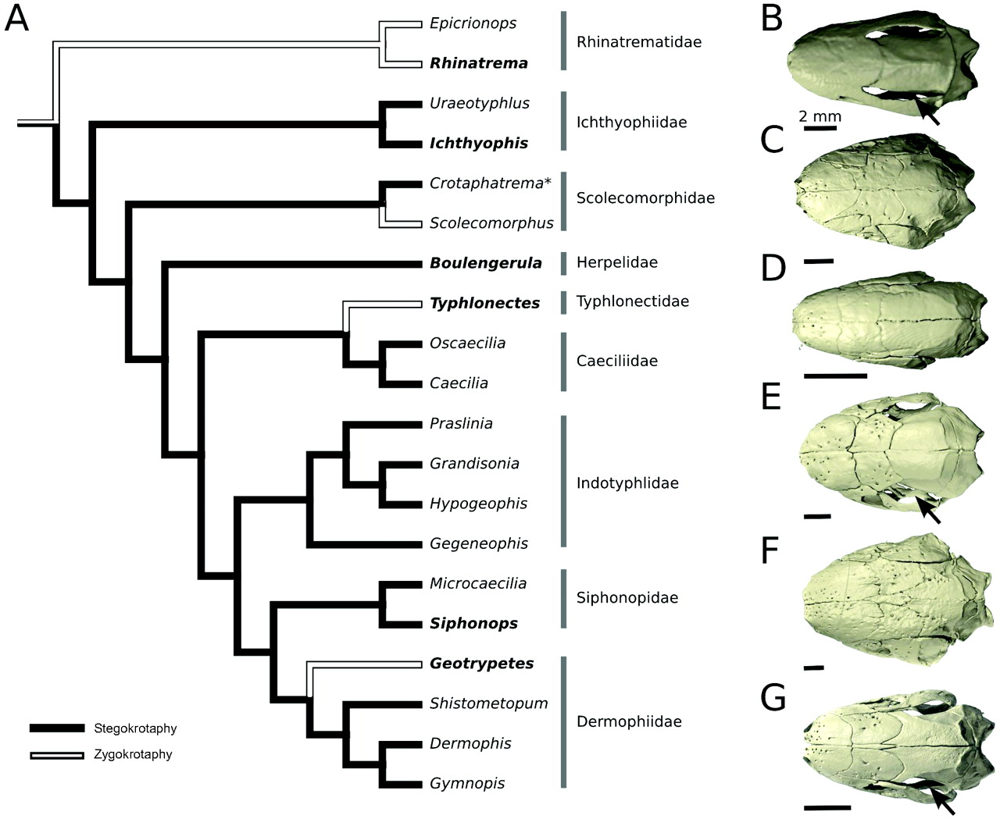 A
Epicrionops
Rhinatrema
Rhinatrematidae
Uraeotyphlus
Ichthyophis
Ichthyophiidae
Crotaphatrema*
Scolecomorphus
Scolecomorphidae
Boulengerula
Herpelidae
Typhlonectes
Typhlonectidae
Oscaecilia
Caecilia
Caeciliidae
Praslinia
Grandisonia
Hypogeophis
Gegeneophis
Indotyphlidae
Microcaecilia
Siphonops
Siphonopidae
Geotrypetes
Shistometopum
Dermophis
Gymnopis
Dermophiidae
Stegokrotaphy
Zygokrotaphy
B
2 mm
C
D
E
F
G